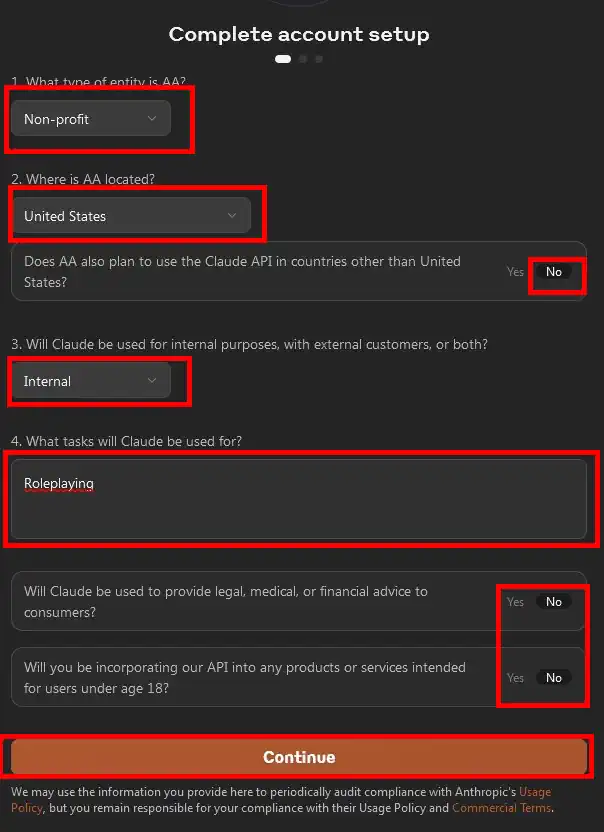 Complete account setup
1. What type of entity is AA?
Non-profit
2. Where is AA located?
United States
Does AA also plan to use the Claude API in countries other than United
States?
Yes No
3. Will Claude be used for internal purposes, with external customers, or both?
Internal
4. What tasks will Claude be used for?
Roleplaying
Will Claude be used to provide legal, medical, or financial advice to
consumers?
Yes No
Will you be incorporating our API into any products or services intended
for users under age 18?
Yes No
Continue
We may use the information you provide here to periodically audit compliance with Anthropic's Usage
Policy, but you remain responsible for your compliance with their Usage Policy and Commercial Terms.